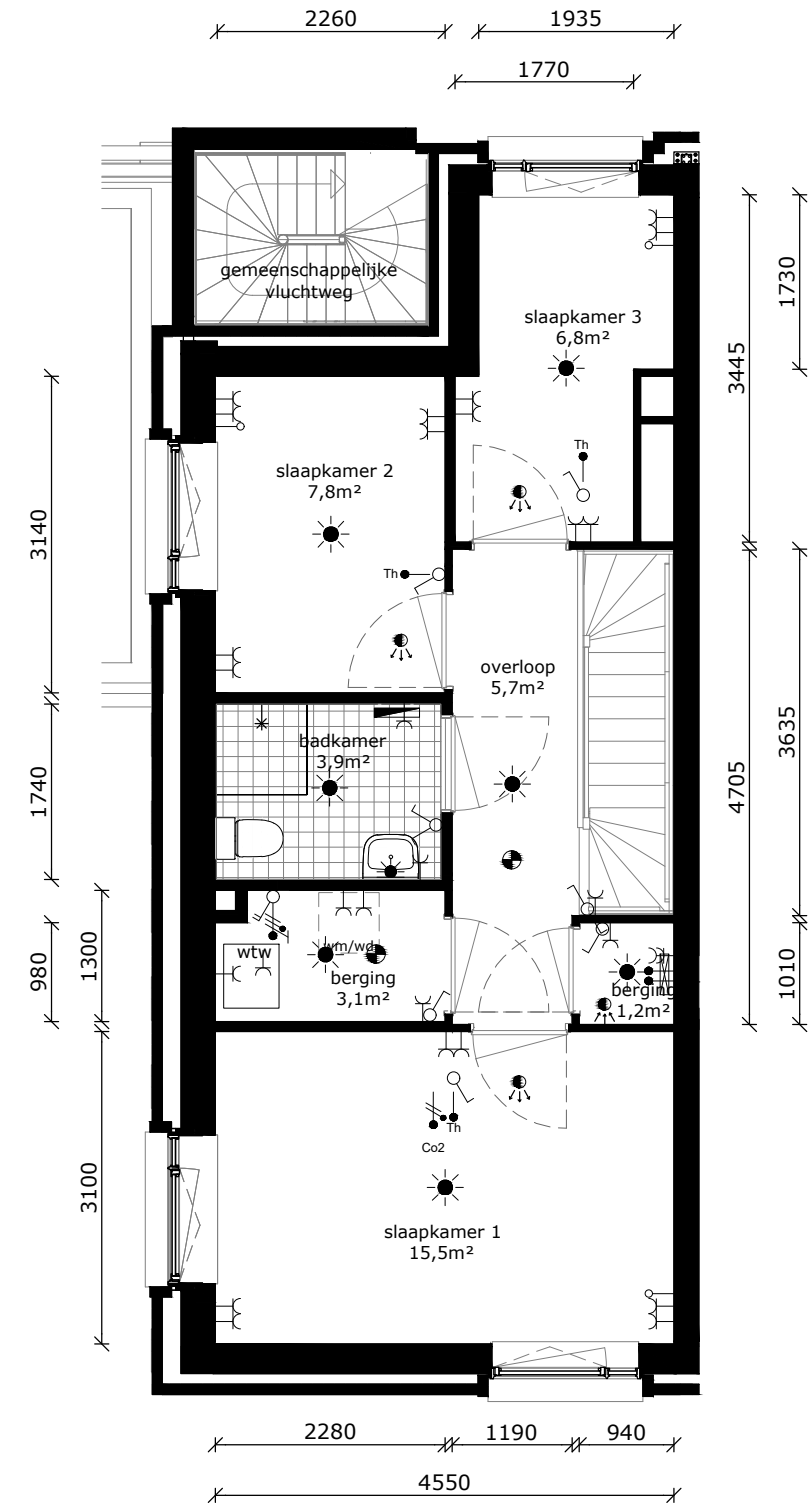 2260
1935
1770
gemeenschappelijke
vluchtweg
slaapkamer 3
6,8m²
1730
3445
Th
slaapkamer 2
7,8m²
3140
Th
overloop
5,7m²
3635
badkamer
3,9m²
1740
4705
wtw
wm/wd
berging
3,1m²
1300
980
berging
1,2m²
1010
Th
Co2
3100
slaapkamer 1
15,5m²
2280
1190
940
4550